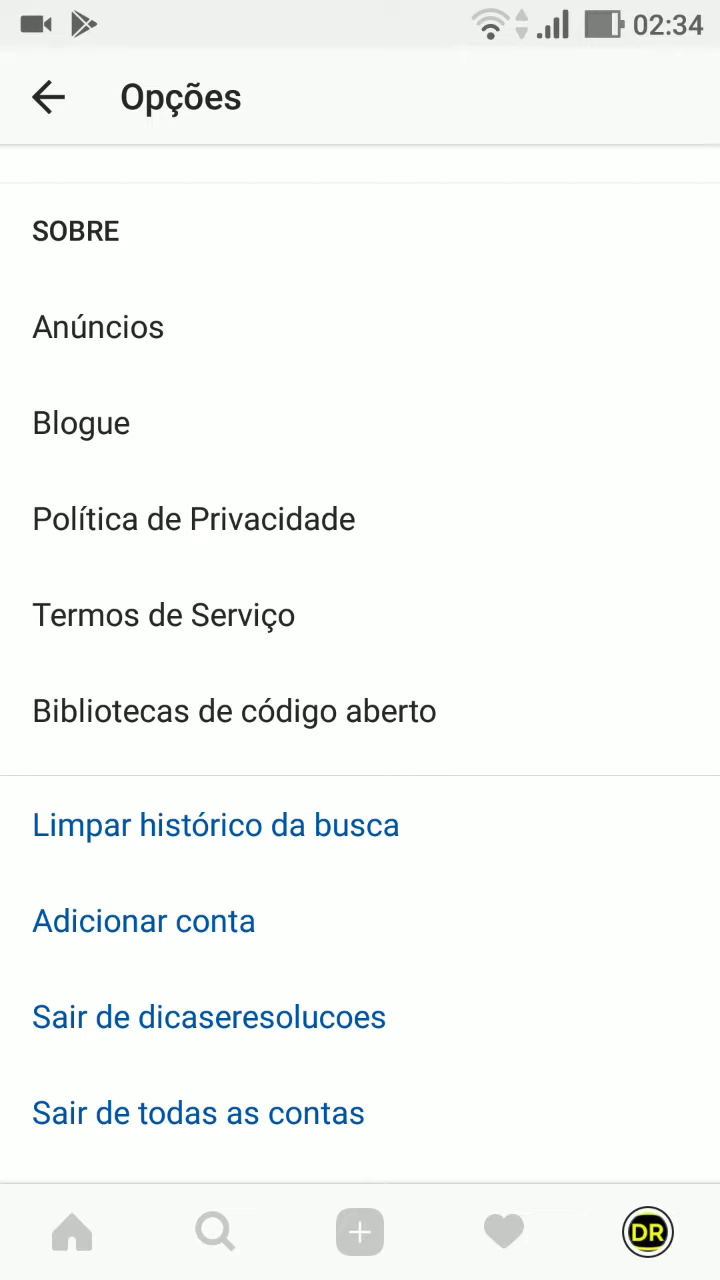 02:34
Opções
SOBRE
Anúncios
Blogue
Política de Privacidade
Termos de Serviço
Bibliotecas de código aberto
Limpar histórico da busca
Adicionar conta
Sair de dicaseresolucoes
Sair de todas as contas
DR